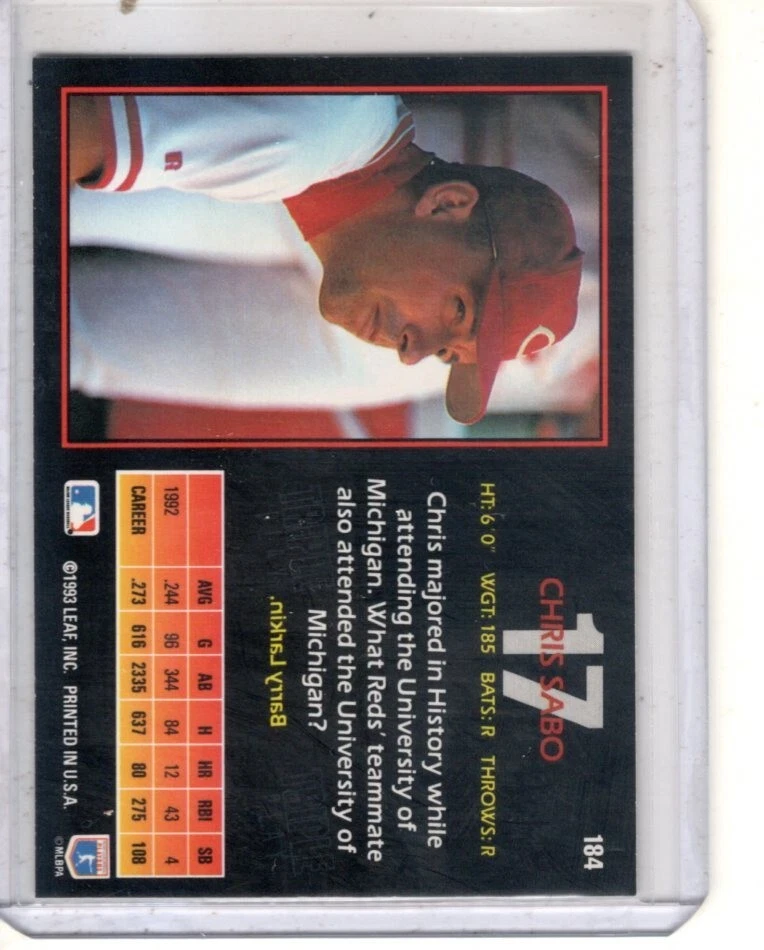 184
17
CHRIS SABO
HT: 6' 0" WGT: 185 BATS: R THROWS: R
Chris majored in History while
attending the University of
Michigan. What Reds' teammate
also attended the University of
Michigan?
Barry Larkin.
AVG G AB H HR RBI SB
1992 .244 96 344 84 12 43 4
CAREER .273 616 2335 637 80 275 108
©1993 LEAF, INC. PRINTED IN U.S.A.
©MLBPA
C